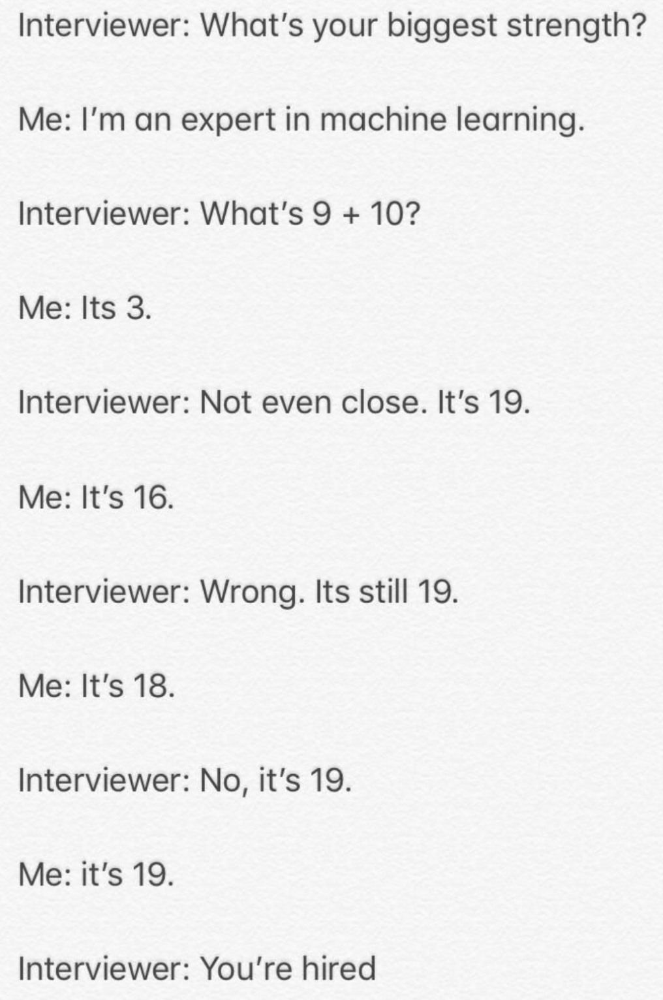 Interviewer: What’s your biggest strength?
Me: I’m an expert in machine learning.
Interviewer: What’s 9 + 10?
Me: Its 3.
Interviewer: Not even close. It’s 19.
Me: It’s 16.
Interviewer: Wrong. Its still 19.
Me: It’s 18.
Interviewer: No, it’s 19.
Me: it’s 19.
Interviewer: You’re hired